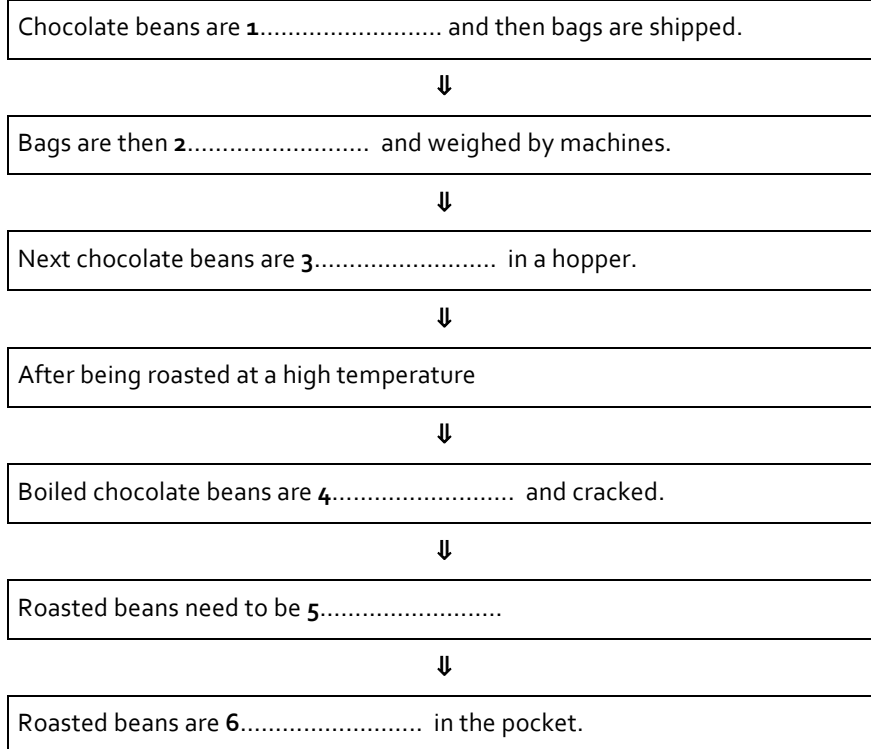 Chocolate beans are 1.......................... and then bags are shipped.
⇓
Bags are then 2.......................... and weighed by machines.
⇓
Next chocolate beans are 3.......................... in a hopper.
⇓
After being roasted at a high temperature
⇓
Boiled chocolate beans are 4.......................... and cracked.
⇓
Roasted beans need to be 5..........................
⇓
Roasted beans are 6.......................... in the pocket.